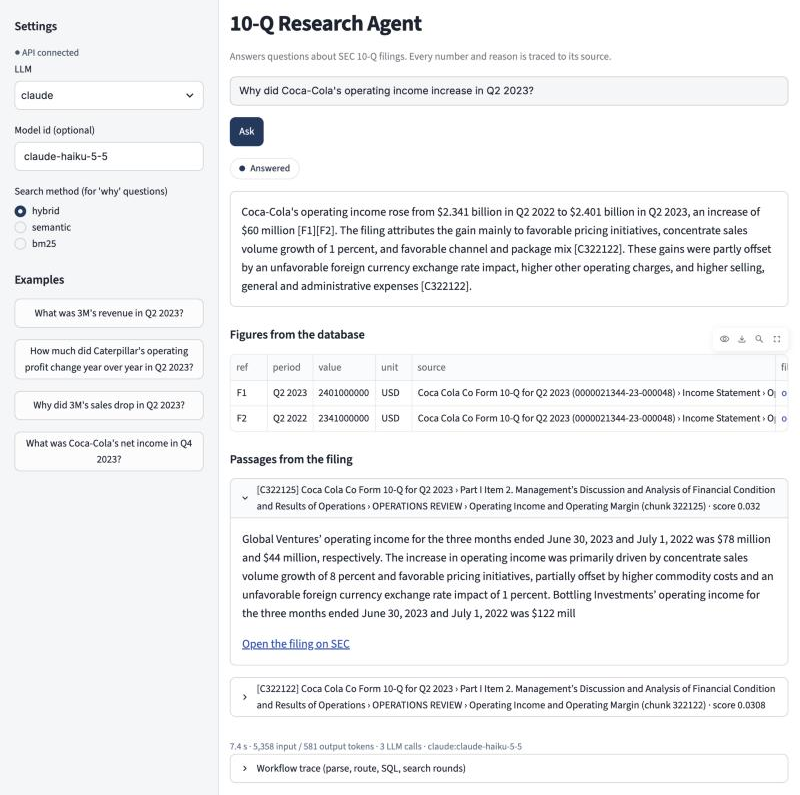 Settings
API connected
LLM
claude
Model id (optional)
claude-haiku-5-5
Search method (for 'why' questions)
hybrid
semantic
bm25
Examples
What was 3M's revenue in Q2 2023?
How much did Caterpillar's operating
profit change year over year in Q2 2023?
Why did 3M's sales drop in Q2 2023?
What was Coca-Cola's net income in Q4
2023?
10-Q Research Agent
Answers questions about SEC 10-Q filings. Every number and reason is traced to its source.
Why did Coca-Cola's operating income increase in Q2 2023?
Ask
Answered
Coca-Cola's operating income rose from $2.341 billion in Q2 2022 to $2.401 billion in Q2 2023, an increase of
$60 million [F1][F2]. The filing attributes the gain mainly to favorable pricing initiatives, concentrate sales
volume growth of 1 percent, and favorable channel and package mix [C322122]. These gains were partly offset
by an unfavorable foreign currency exchange rate impact, higher other operating charges, and higher selling,
general and administrative expenses [C322122].
Figures from the database
ref period value unit source fil
F1 Q2 2023 2401000000 USD Coca Cola Co Form 10-Q for Q2 2023 (0000021344-23-000048) › Income Statement › Op o
F2 Q2 2022 2341000000 USD Coca Cola Co Form 10-Q for Q2 2023 (0000021344-23-000048) › Income Statement › Op o
Passages from the filing
[C322125] Coca Cola Co Form 10-Q for Q2 2023 › Part I Item 2. Management's Discussion and Analysis of Financial Condition
and Results of Operations › OPERATIONS REVIEW › Operating Income and Operating Margin (chunk 322125) · score 0.032
Global Ventures' operating income for the three months ended June 30, 2023 and July 1, 2022 was $78 million
and $44 million, respectively. The increase in operating income was primarily driven by concentrate sales
volume growth of 8 percent and favorable pricing initiatives, partially offset by higher commodity costs and an
unfavorable foreign currency exchange rate impact of 1 percent. Bottling Investments' operating income for
the three months ended June 30, 2023 and July 1, 2022 was $122 mill
Open the filing on SEC
[C322122] Coca Cola Co Form 10-Q for Q2 2023 › Part I Item 2. Management's Discussion and Analysis of Financial Condition
and Results of Operations › OPERATIONS REVIEW › Operating Income and Operating Margin (chunk 322122) · score 0.0308
7.4 s · 5,358 input / 581 output tokens · 3 LLM calls · claude:claude-haiku-5-5
Workflow trace (parse, route, SQL, search rounds)